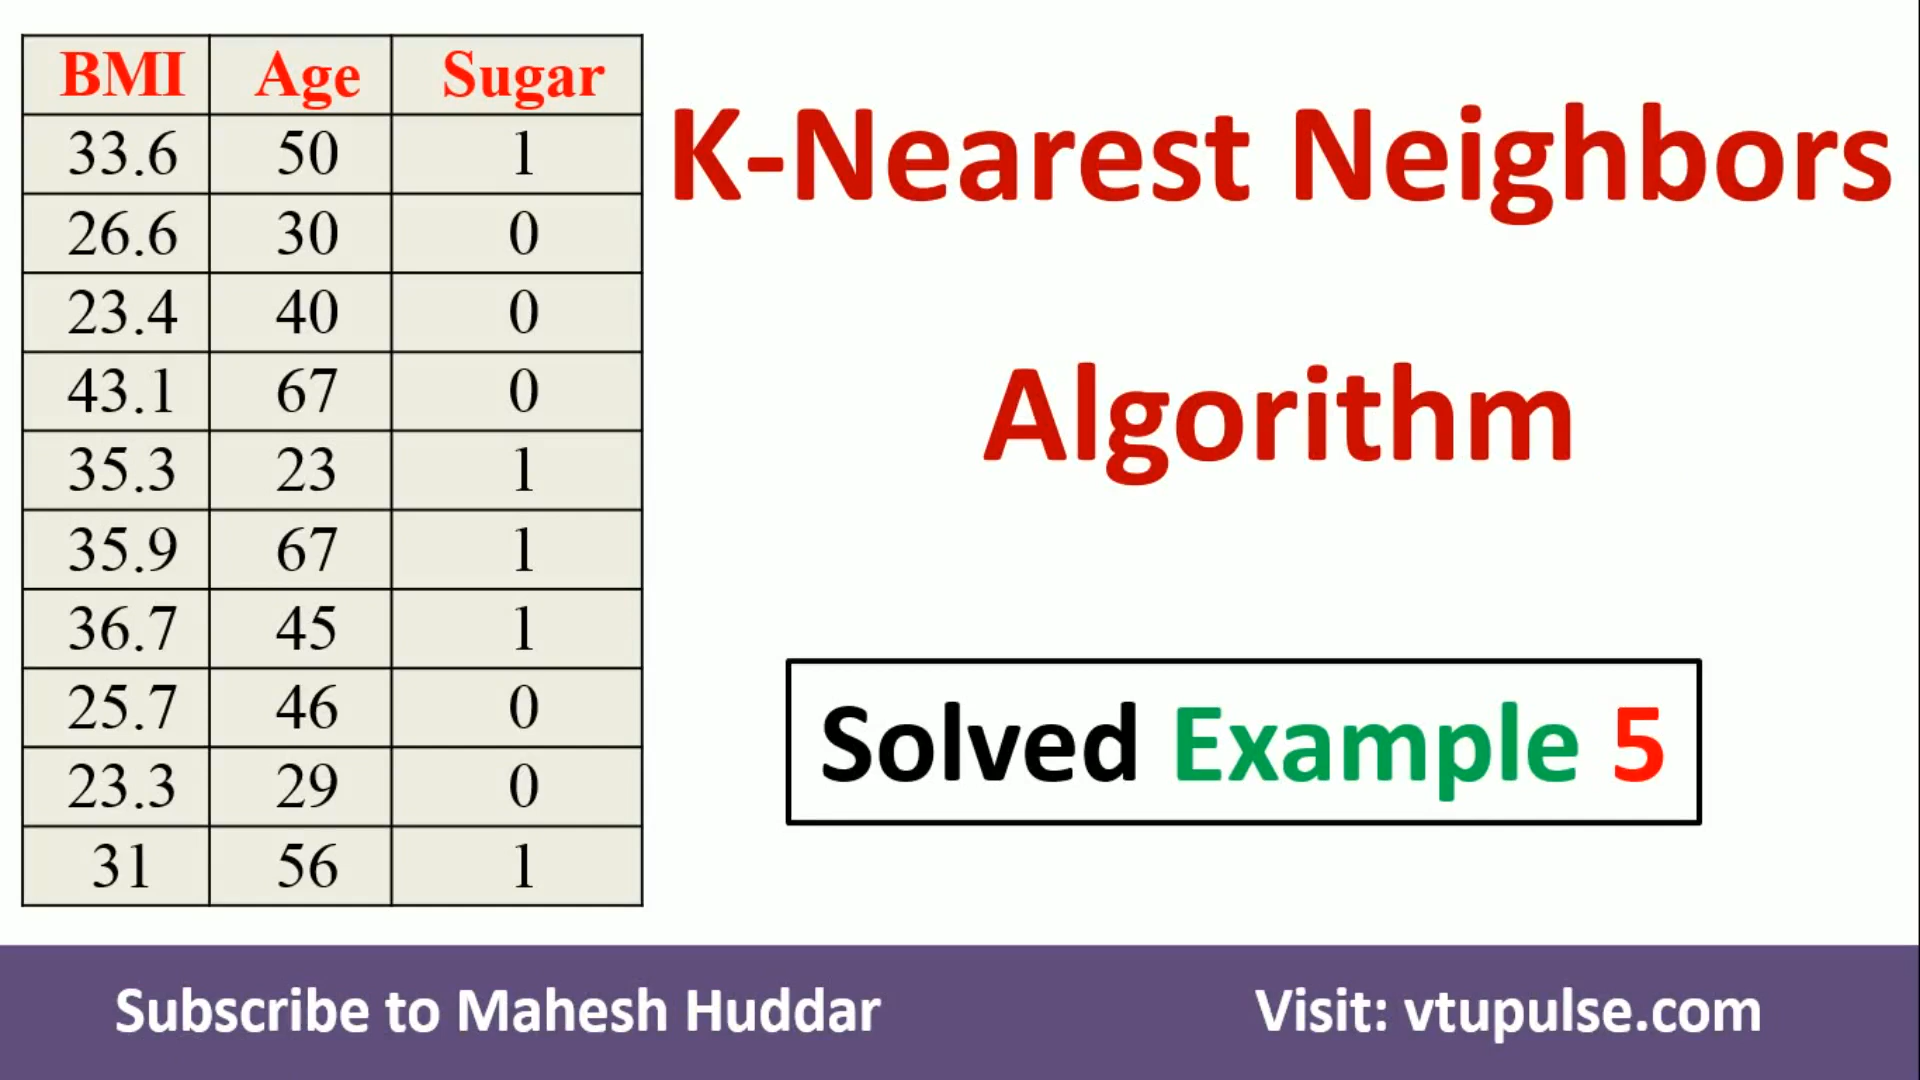 BMI Age Sugar
33.6 50 1
26.6 30 0
23.4 40 0
43.1 67 0
35.3 23 1
35.9 67 1
36.7 45 1
25.7 46 0
23.3 29 0
31 56 1
K-Nearest Neighbors
Algorithm
Solved Example 5
Subscribe to Mahesh Huddar
Visit: vtupulse.com